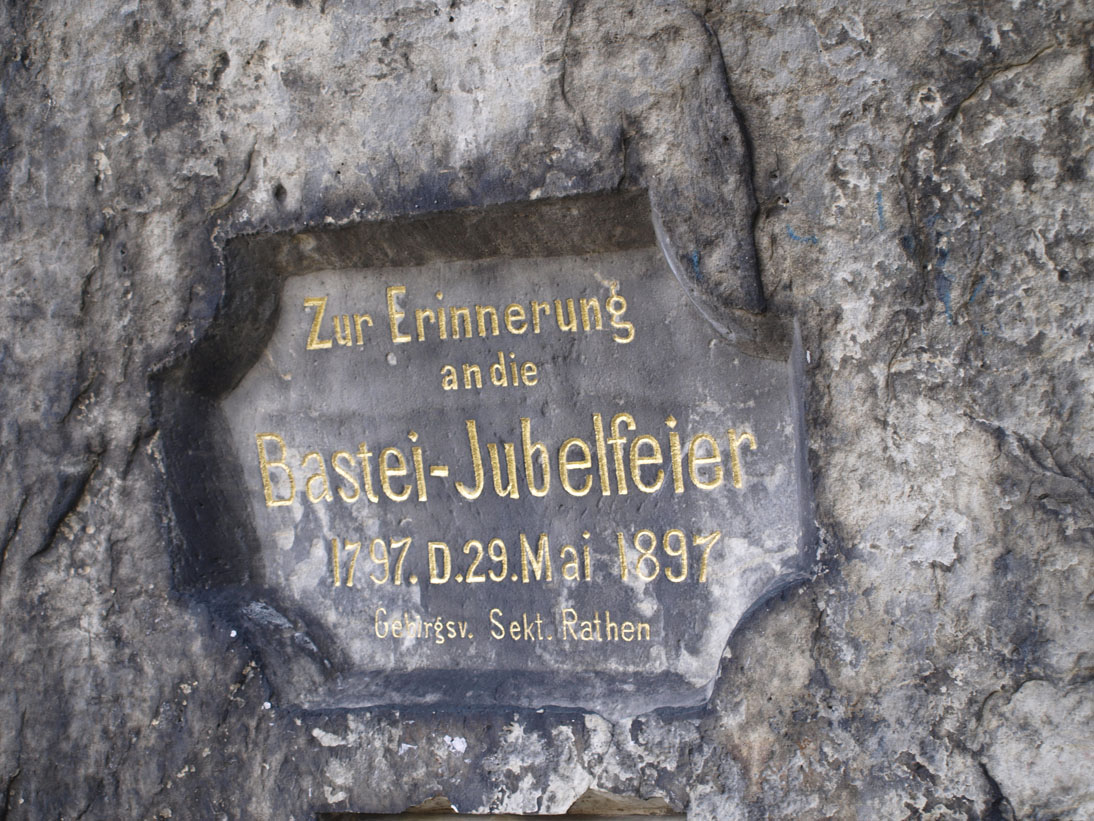 Zur Erinnerung
an die
Bastei-Jubelfeier
1797. D. 29. Mai 1897
Gebirgsv. Sekt. Rathen